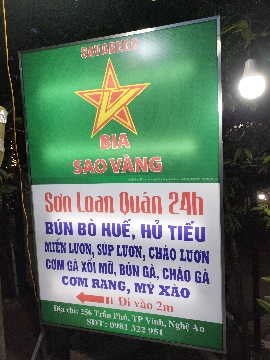 SAVABECO
BIA
SAO VÀNG
Sơn Loan Quán 24h
BÚN BÒ HUẾ, HỦ TIẾU
MIẾN LƯƠN, SÚP LƯƠN, CHÁO LƯƠN
CƠM GÀ XỐI MỠ, BÚN GÀ, CHÁO GÀ
CƠM RANG, MỲ XÀO
Đi vào 2m
Địa chỉ: 256 Trần Phú, TP Vinh, Nghệ An
SĐT: 0981 322 951